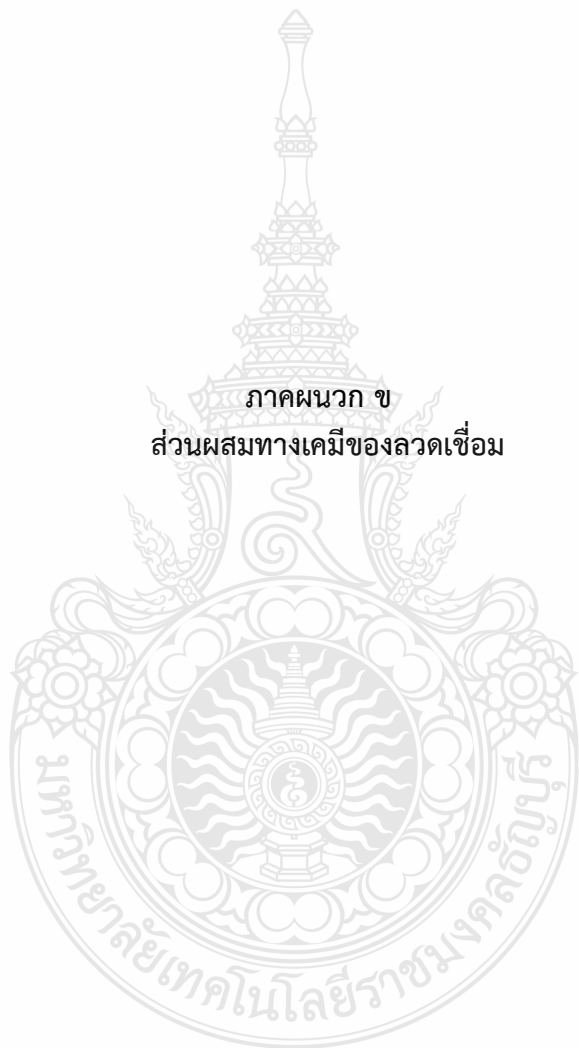 ภาคผนวก ข
ส่วนผสมทางเคมีของลวดเชื่อม
มหาวิทยาลัยเทคโนโลยีราชมงคลธัญบุรี